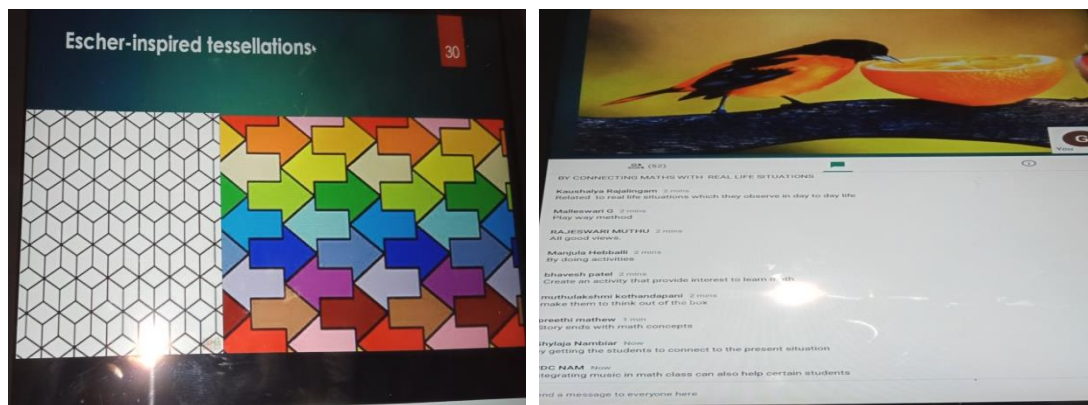 Escher-inspired tessellations
30
You
(92)
BY CONNECTING MATHS WITH REAL LIFE SITUATIONS
Kaushalya Rajalingam 2 mins
Related to real life situations which they observe in day to day life
Malleswari G 2 mins
Play way method
RAJESWARI MUTHU 2 mins
All good views.
Manjula Hebballi 2 mins
By doing activities
bhavesh patel 2 mins
Create an activity that provide interest to learn
muthulakshmi kothandapani 2 mins
make them to think out of the box
preethi mathew 1 min
Story ends with math concepts
Shylaja Nambiar Now
y getting the students to connect to the present situation
DC NAM Now
ntegrating music in math class can also help certain students
nd a message to everyone here